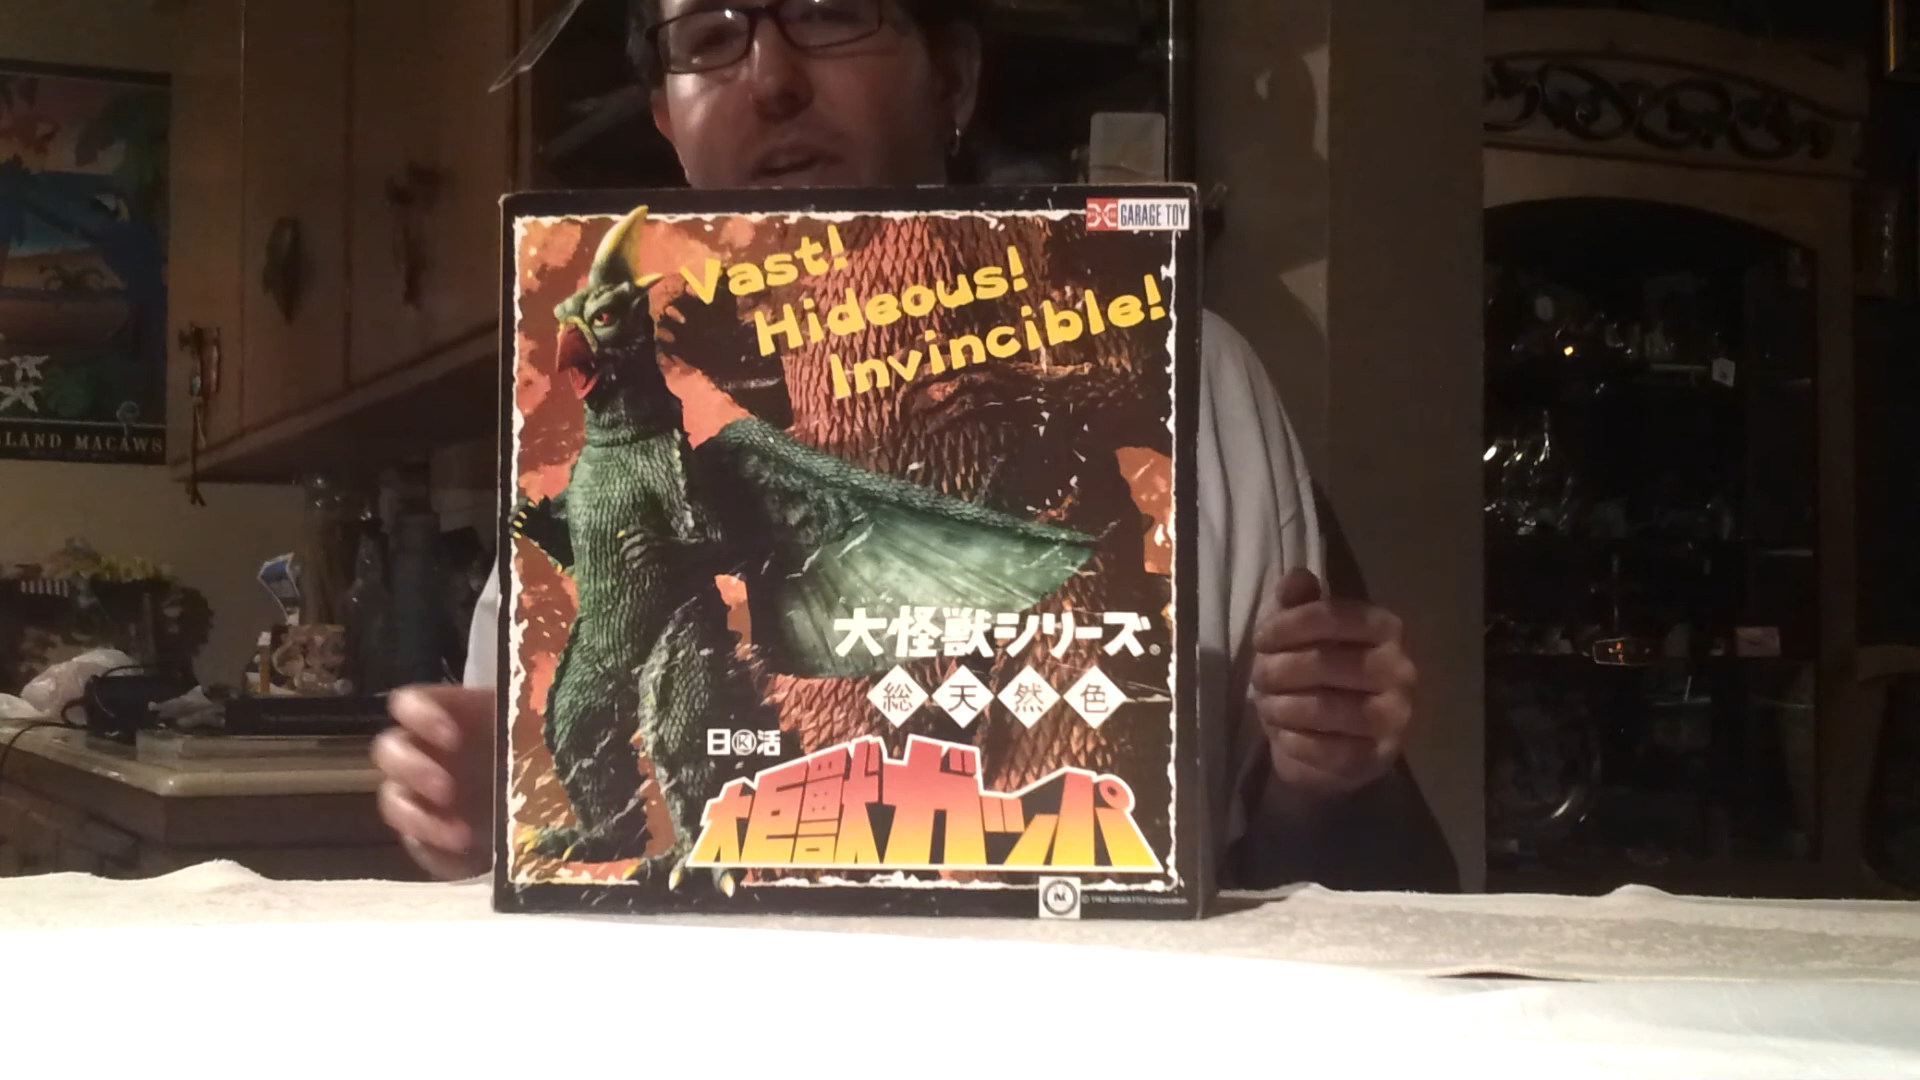 GARAGE TOY
Vast!
Hideous!
Invincible!
LAND MACAWS
大怪獣シリーズ
総天然色
日活
大巨獣ガッパ